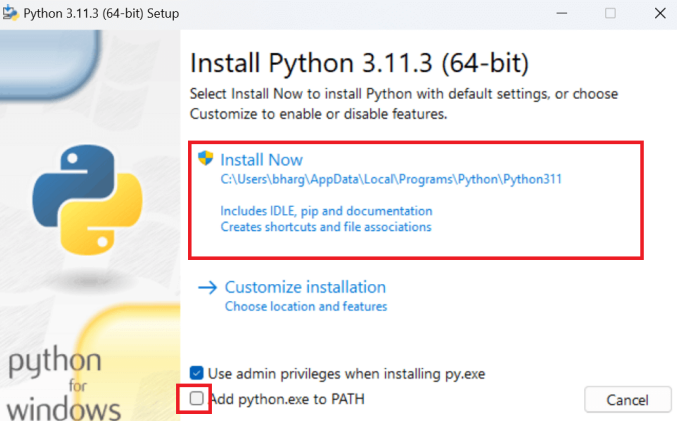 Python 3.11.3 (64-bit) Setup
Install Python 3.11.3 (64-bit)
Select Install Now to install Python with default settings, or choose
Customize to enable or disable features.
Install Now
C:\Users\bharg\AppData\Local\Programs\Python\Python311
Includes IDLE, pip and documentation
Creates shortcuts and file associations
Customize installation
Choose location and features
Use admin privileges when installing py.exe
Add python.exe to PATH
Cancel
python
for
windows